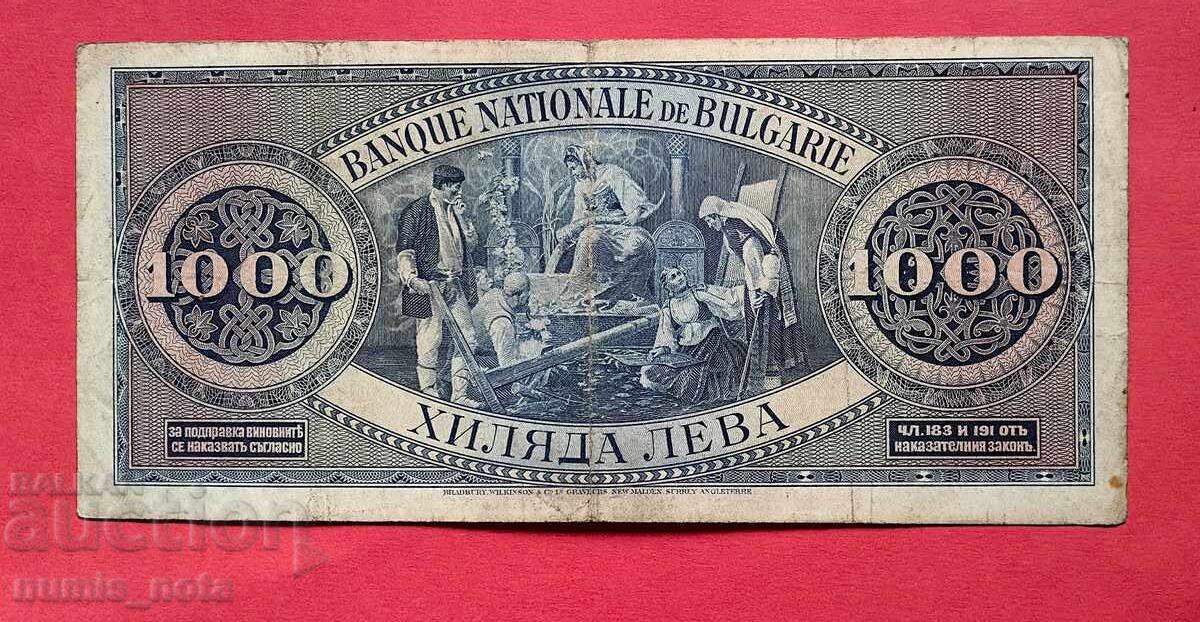 BANQUE NATIONALE DE BULGARIE
1000
1000
ХИЛЯДА ЛЕВА
ЗА ПОДПРАВКА ВИНОВНИТѢ
СЕ НАКАЗВАТЪ СЪГЛАСНО
ЧЛ. 183 И 191 ОТЪ
НАКАЗАТЕЛНИЯ ЗАКОНЪ.
BRADBURY, WILKINSON & Cº Lᴰ GRAVEURS NEW MALDEN SURREY ANGLETERRE
BALKAN
auction
numis_nota